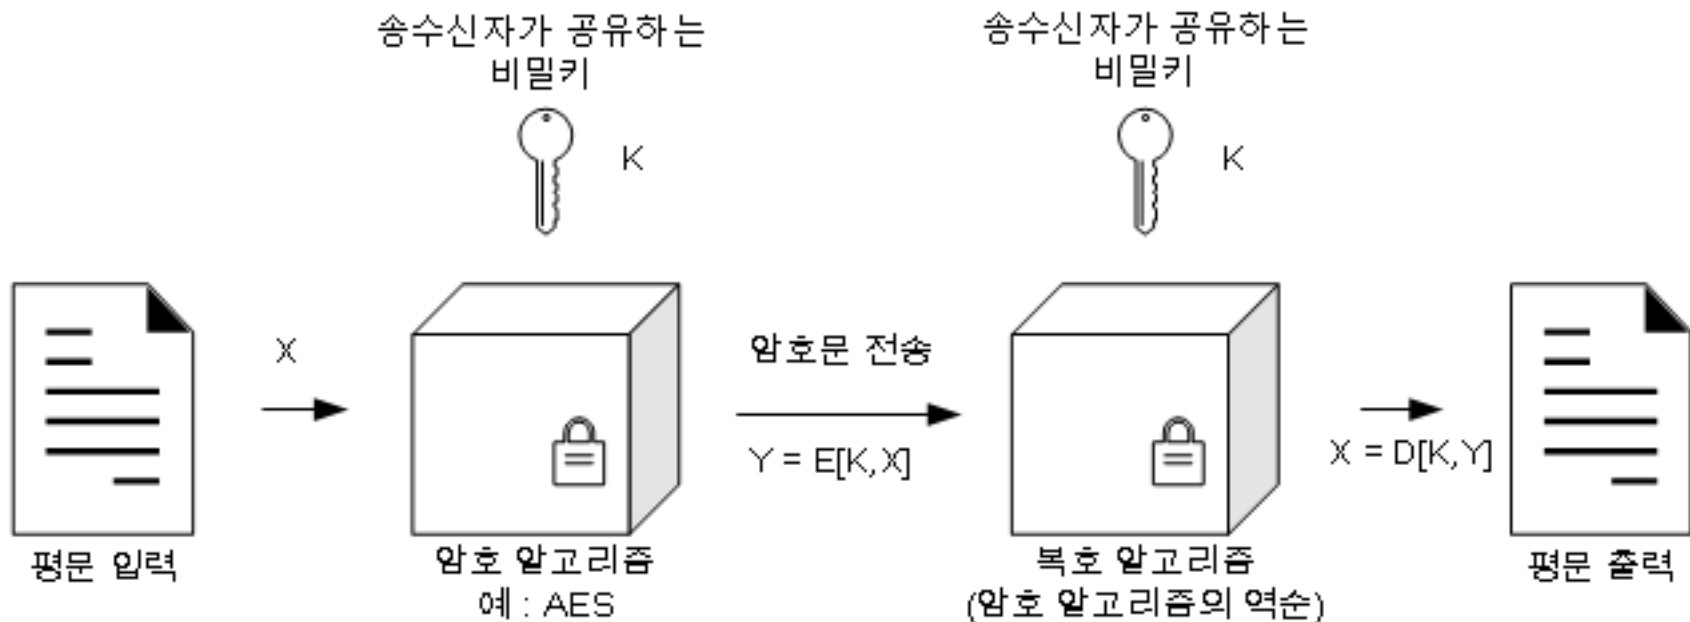 송수신자가 공유하는
비밀키
K
송수신자가 공유하는
비밀키
K
X
암호문 전송
Y = E[K,X]
X = D[K,Y]
평문 입력
암호 알고리즘
예 : AES
복호 알고리즘
(암호 알고리즘의 역순)
평문 출력